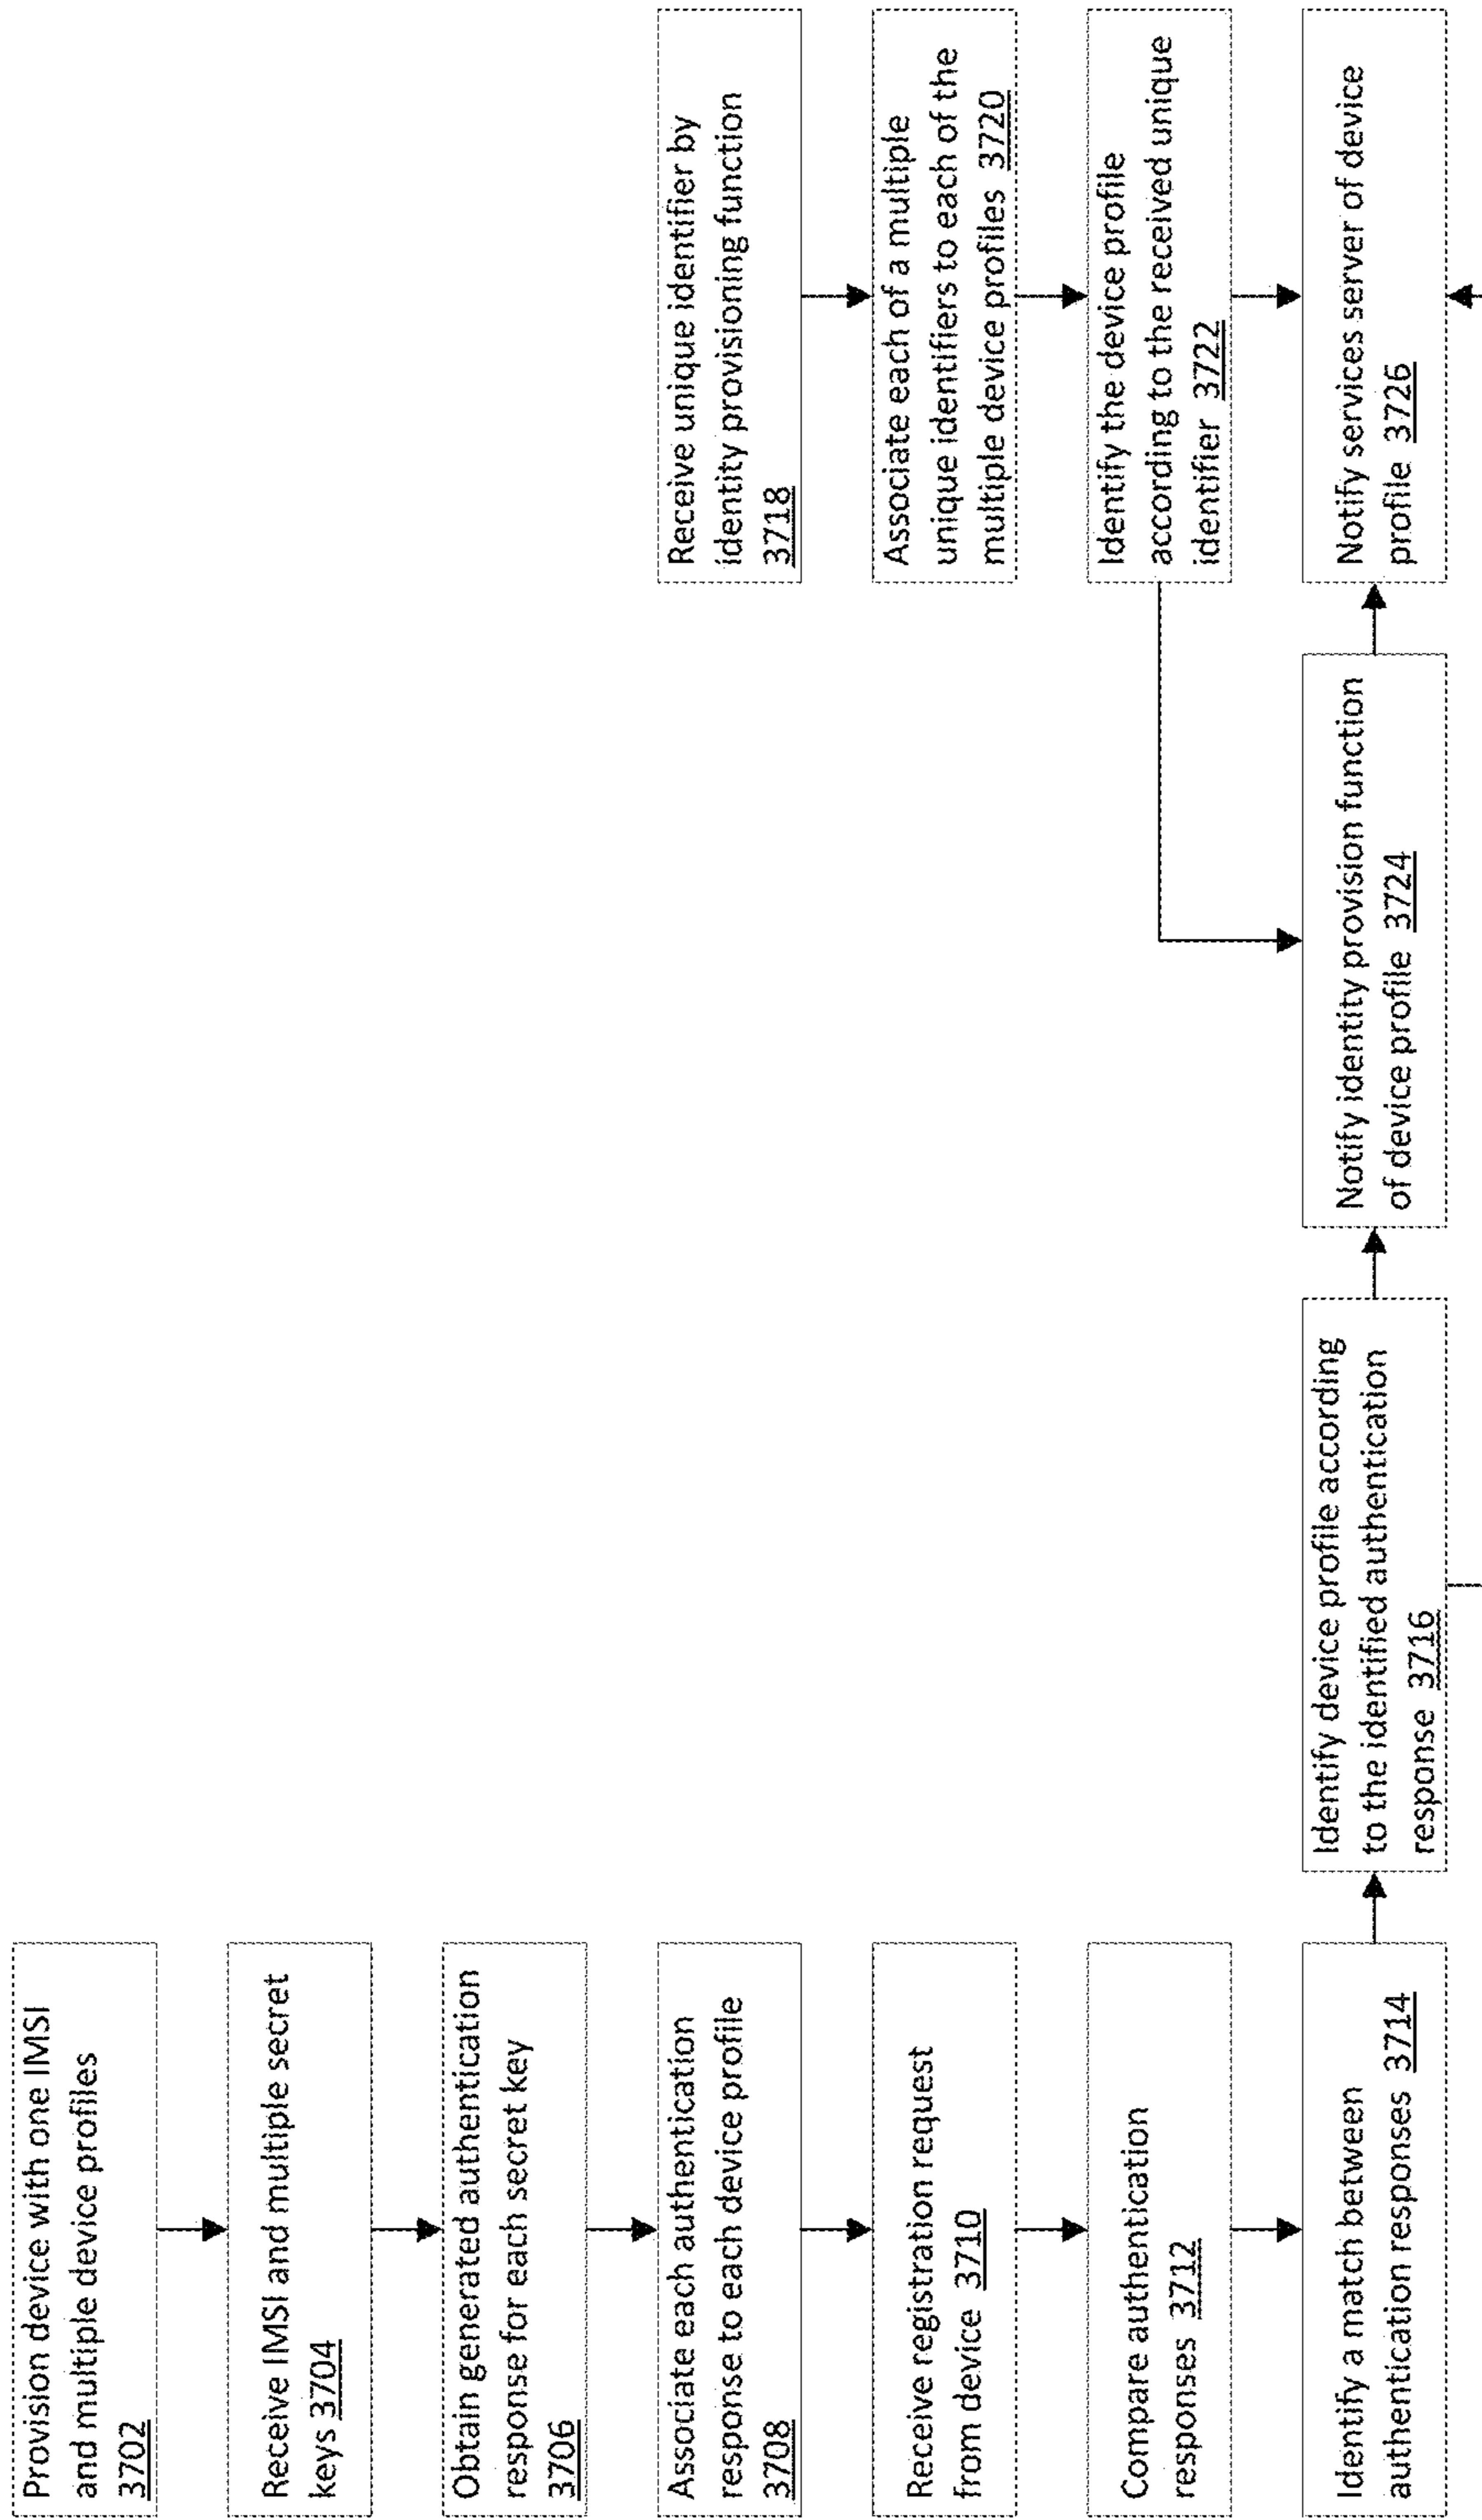 Provision device with one IMSI
and multiple device profiles
3702
Receive IMSI and multiple secret
keys 3704
Obtain generated authentication
response for each secret key
3706
Associate each authentication
response to each device profile
3708
Receive registration request
from device 3710
Compare authentication
responses 3712
Identify a match between
authentication responses 3714
Identify device profile according
to the identified authentication
response 3716
Receive unique identifier by
identity provisioning function
3718
Associate each of a multiple
unique identifiers to each of the
multiple device profiles 3720
Identify the device profile
according to the received unique
identifier 3722
Notify identity provision function
of device profile 3724
Notify services server of device
profile 3726